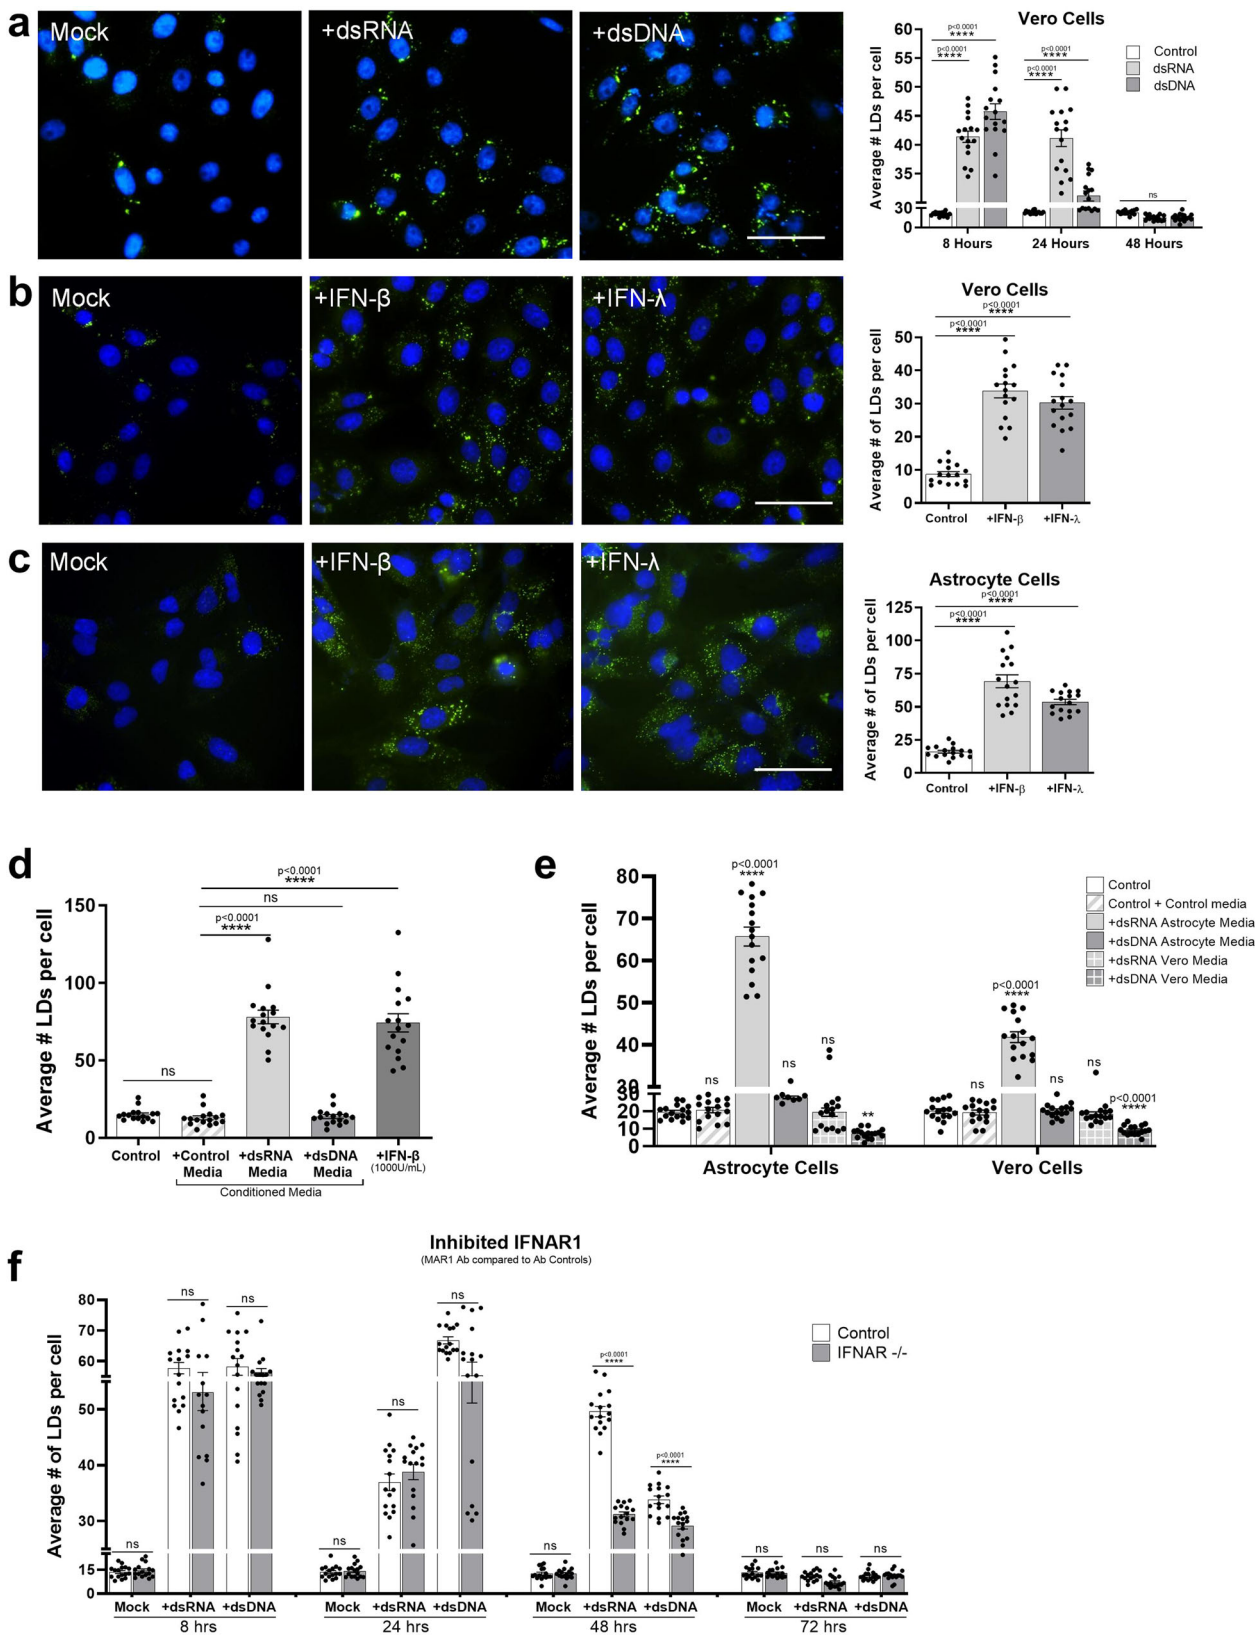 a
Mock
+dsRNA
+dsDNA
Vero Cells
Average # LDs per cell
60
55
50
45
40
35
30
0
p<0.0001
****
p<0.0001
****
p<0.0001
****
p<0.0001
****
ns
8 Hours
24 Hours
48 Hours
Control
dsRNA
dsDNA
b
Mock
+IFN-β
+IFN-λ
Vero Cells
Average # of LDs per cell
p<0.0001
****
p<0.0001
****
50
40
30
20
10
0
Control
+IFN-β
+IFN-λ
c
Mock
+IFN-β
+IFN-λ
Astrocyte Cells
Average # of LDs per cell
p<0.0001
****
p<0.0001
****
125
100
75
50
25
0
Control
+IFN-β
+IFN-λ
d
Average # LDs per cell
150
100
50
0
p<0.0001
****
ns
p<0.0001
****
ns
Control
+Control Media
+dsRNA Media
+dsDNA Media
+IFN-β
(1000U/mL)
Conditioned Media
e
Average # LDs per cell
80
70
60
50
40
30
20
10
0
ns
p<0.0001
****
ns
ns
**
ns
p<0.0001
****
ns
ns
p<0.0001
****
Astrocyte Cells
Vero Cells
Control
Control + Control media
+dsRNA Astrocyte Media
+dsDNA Astrocyte Media
+dsRNA Vero Media
+dsDNA Vero Media
f
Inhibited IFNAR1
(MAR1 Ab compared to Ab Controls)
Average # of LDs per cell
80
70
60
50
40
30
15
0
ns
ns
ns
ns
ns
ns
ns
p<0.0001
****
p<0.0001
****
ns
ns
ns
Control
IFNAR -/-
Mock
+dsRNA
+dsDNA
8 hrs
Mock
+dsRNA
+dsDNA
24 hrs
Mock
+dsRNA
+dsDNA
48 hrs
Mock
+dsRNA
+dsDNA
72 hrs